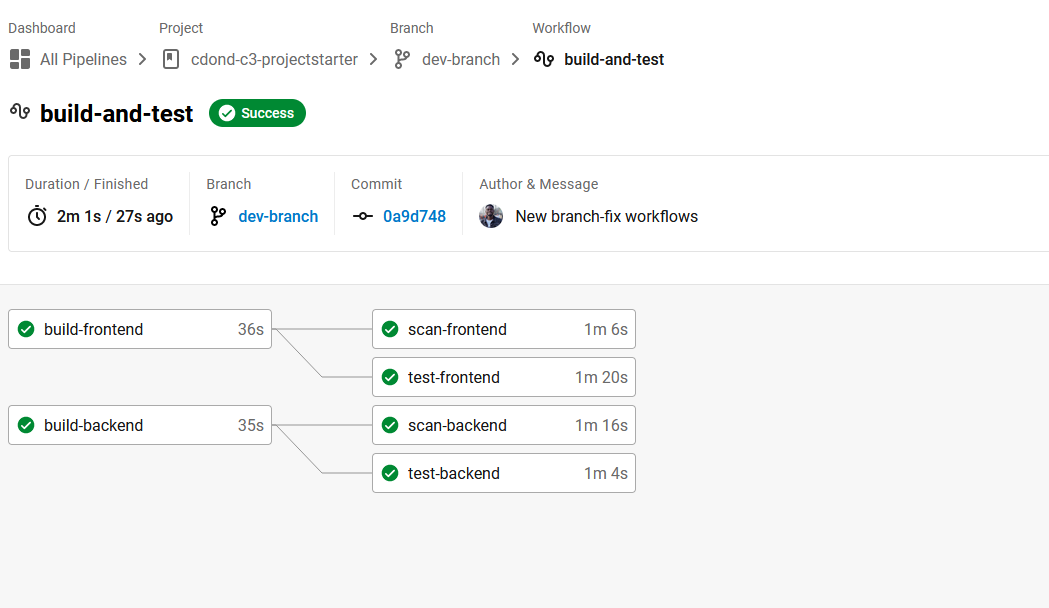 Dashboard Project Branch Workflow
All Pipelines cdond-c3-projectstarter dev-branch build-and-test
build-and-test Success
Duration / Finished Branch Commit Author & Message
2m 1s / 27s ago dev-branch 0a9d748 New branch-fix workflows
build-frontend 36s scan-frontend 1m 6s
test-frontend 1m 20s
build-backend 35s scan-backend 1m 16s
test-backend 1m 4s